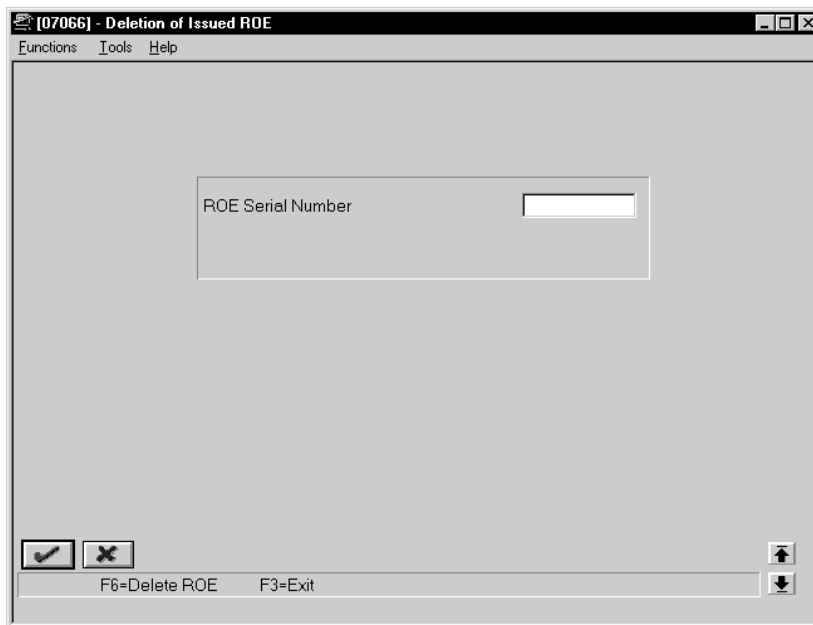 [07066] - Deletion of Issued ROE
Functions Tools Help
ROE Serial Number
F6=Delete ROE F3=Exit